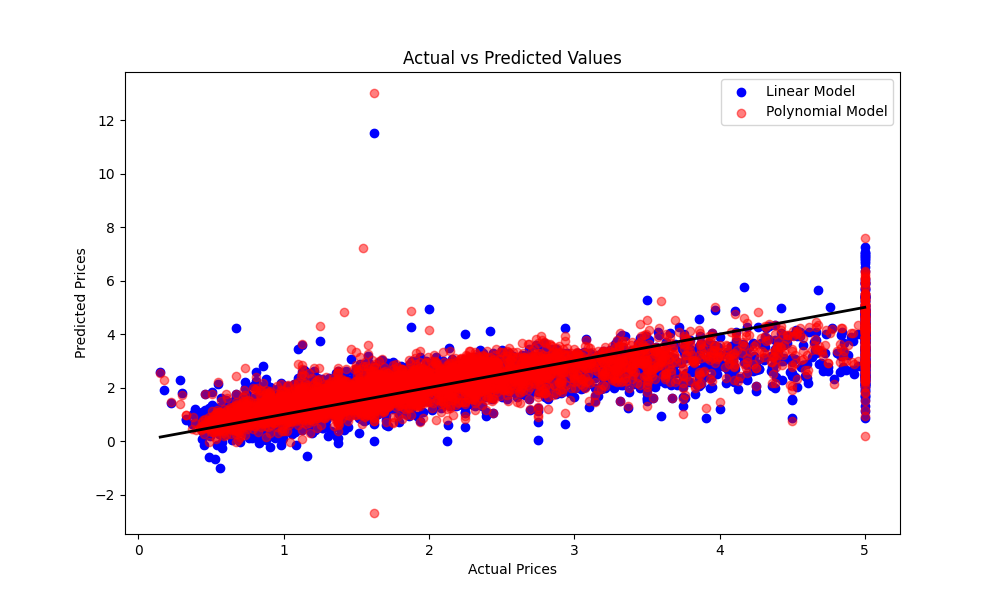 Actual vs Predicted Values
Linear Model
Polynomial Model
Predicted Prices
12
10
8
6
4
2
0
−2
0 1 2 3 4 5
Actual Prices